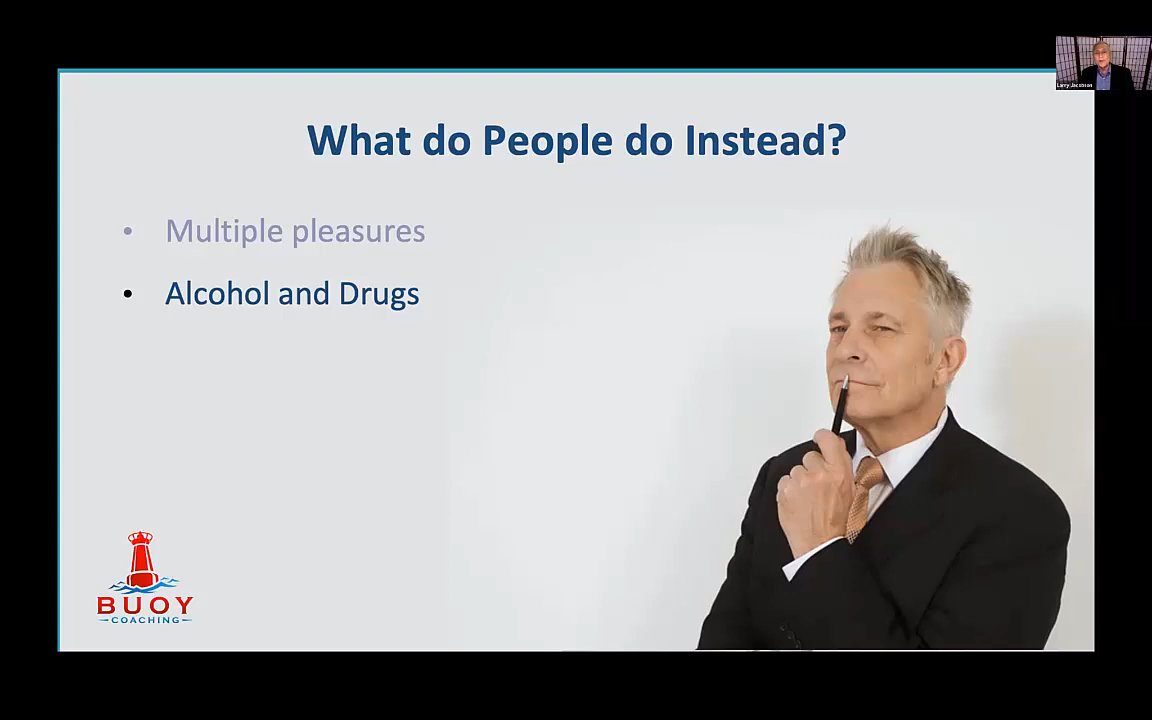 Larry Jacobson
What do People do Instead?
• Multiple pleasures
• Alcohol and Drugs
BUOY
COACHING